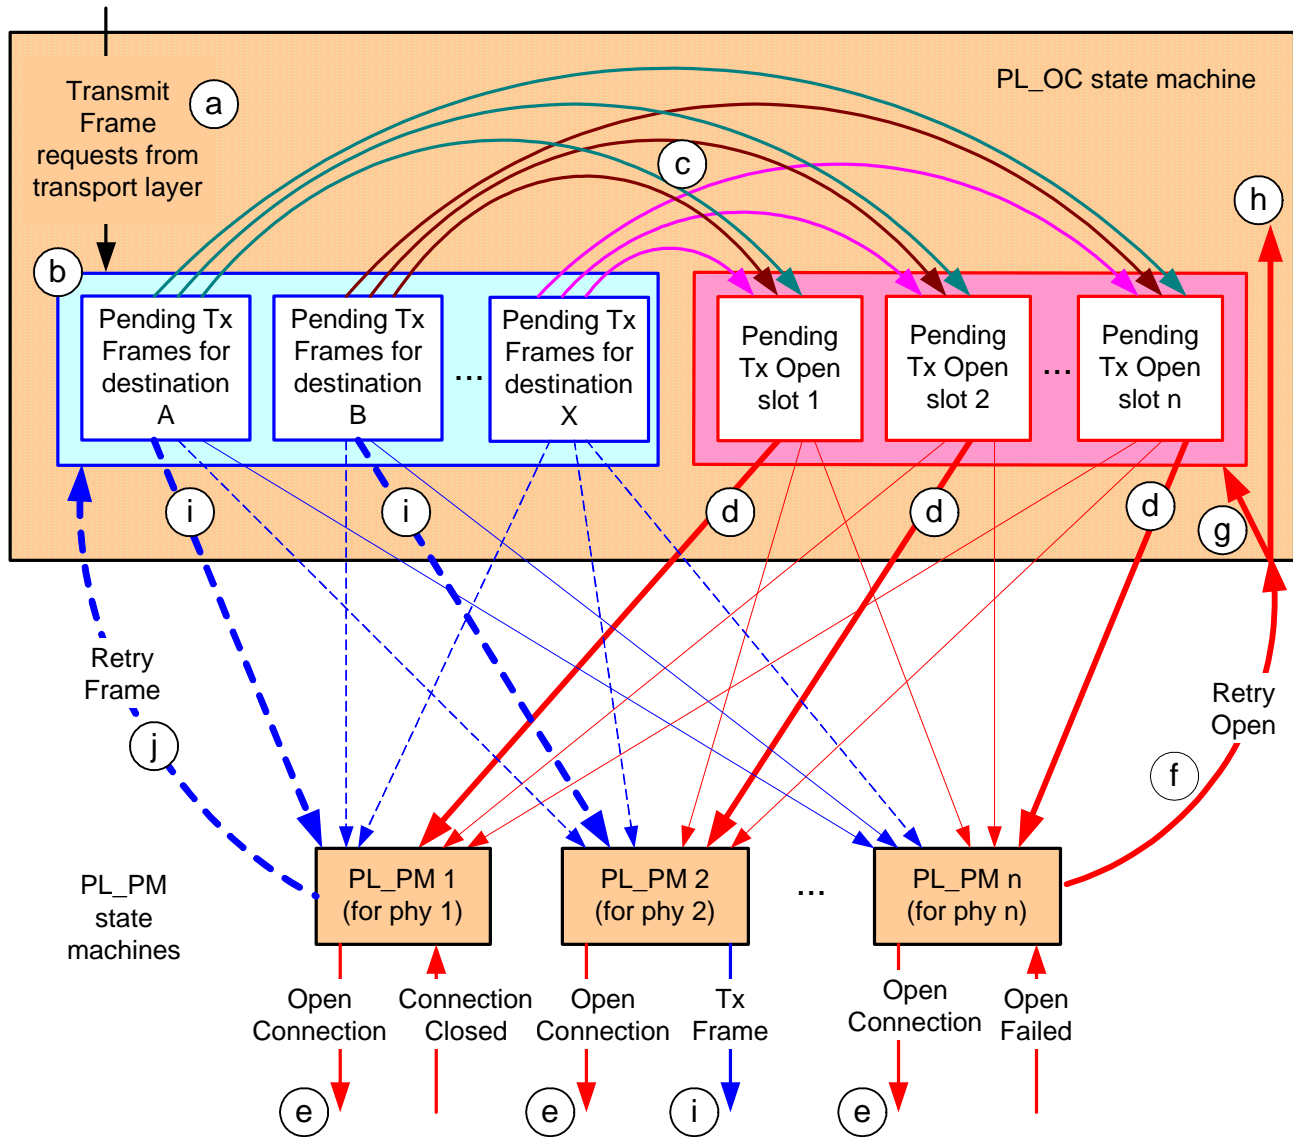 PL_OC state machine
Transmit
Frame
requests from
transport layer
a
c
h
b
Pending Tx
Frames for
destination
A
Pending Tx
Frames for
destination
B
...
Pending Tx
Frames for
destination
X
Pending
Tx Open
slot 1
Pending
Tx Open
slot 2
...
Pending
Tx Open
slot n
i
i
d
d
d
g
Retry
Frame
Retry
Open
j
f
PL_PM
state
machines
PL_PM 1
(for phy 1)
PL_PM 2
(for phy 2)
...
PL_PM n
(for phy n)
Open
Connection
Connection
Closed
Open
Connection
Tx
Frame
Open
Connection
Open
Failed
e
e
i
e